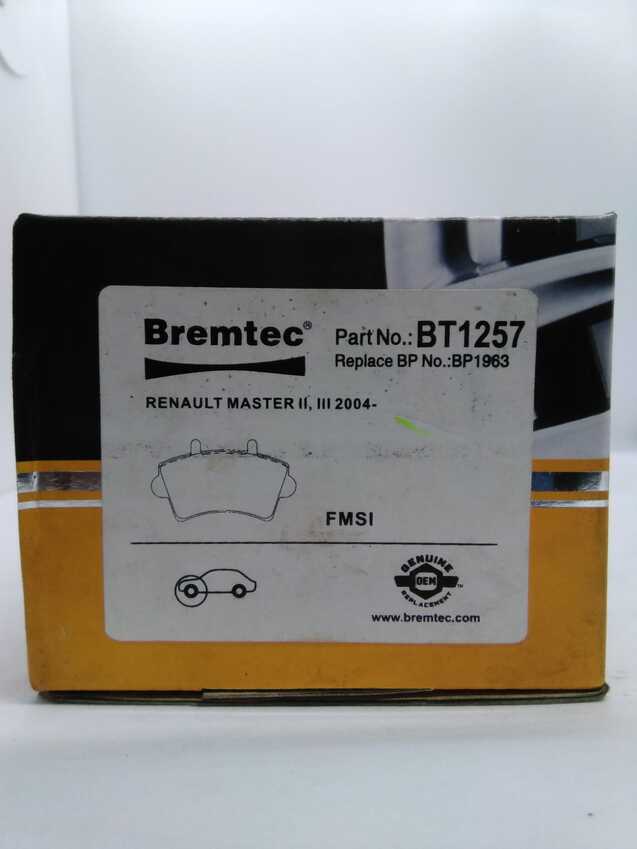 Bremtec®
Part No.: BT1257
Replace BP No.:BP1963
RENAULT MASTER II, III 2004-
FMSI
GENUINE
OEM™
REPLACEMENT
www.bremtec.com